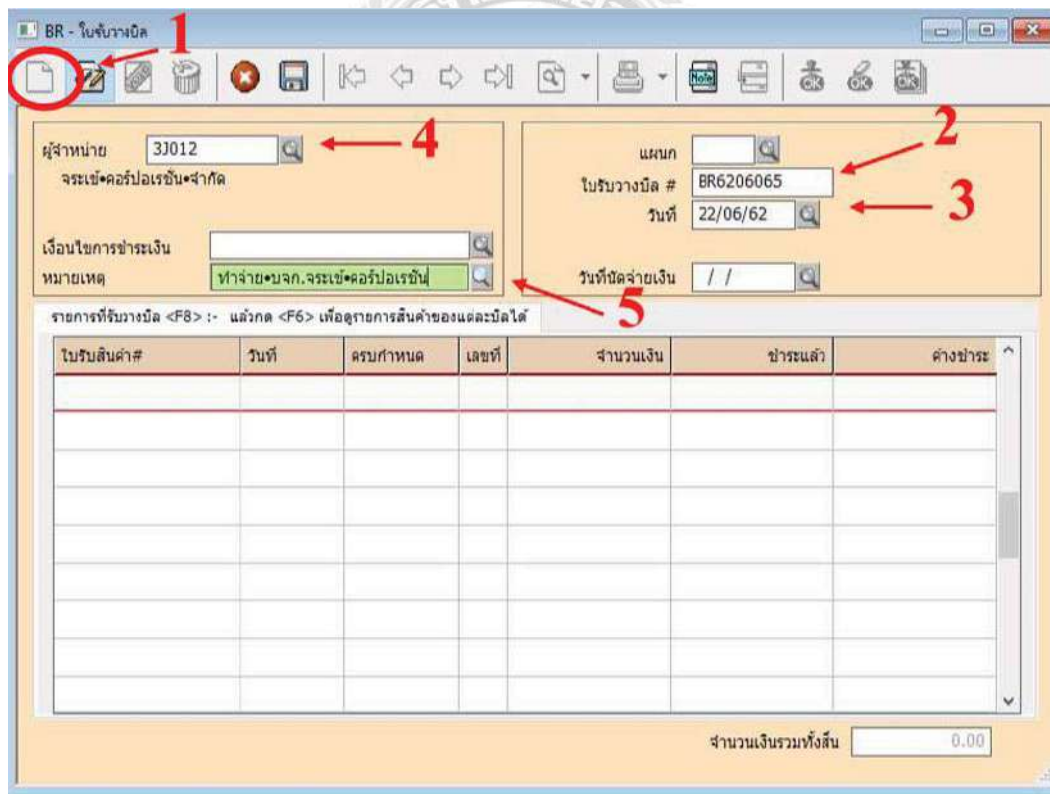 BR - ใบรับวางบิล
1
Note
OK OK OK
ผู้จำหน่าย 3J012
4
จระเข้•คอร์ปอเรชัน•จำกัด
เงื่อนไขการชำระเงิน
หมายเหตุ ทำจ่าย•บจก.จระเข้•คอร์ปอเรชัน
5
แผนก
2
ใบรับวางบิล # BR6206065
วันที่ 22/06/62
3
วันที่นัดจ่ายเงิน / /
รายการที่รับวางบิล <F8> :- แล้วกด <F6> เพื่อดูรายการสินค้าของแต่ละบิลได้
ใบรับสินค้า# วันที่ ครบกำหนด เลขที่ จำนวนเงิน ชำระแล้ว ค้างชำระ
จำนวนเงินรวมทั้งสิ้น 0.00